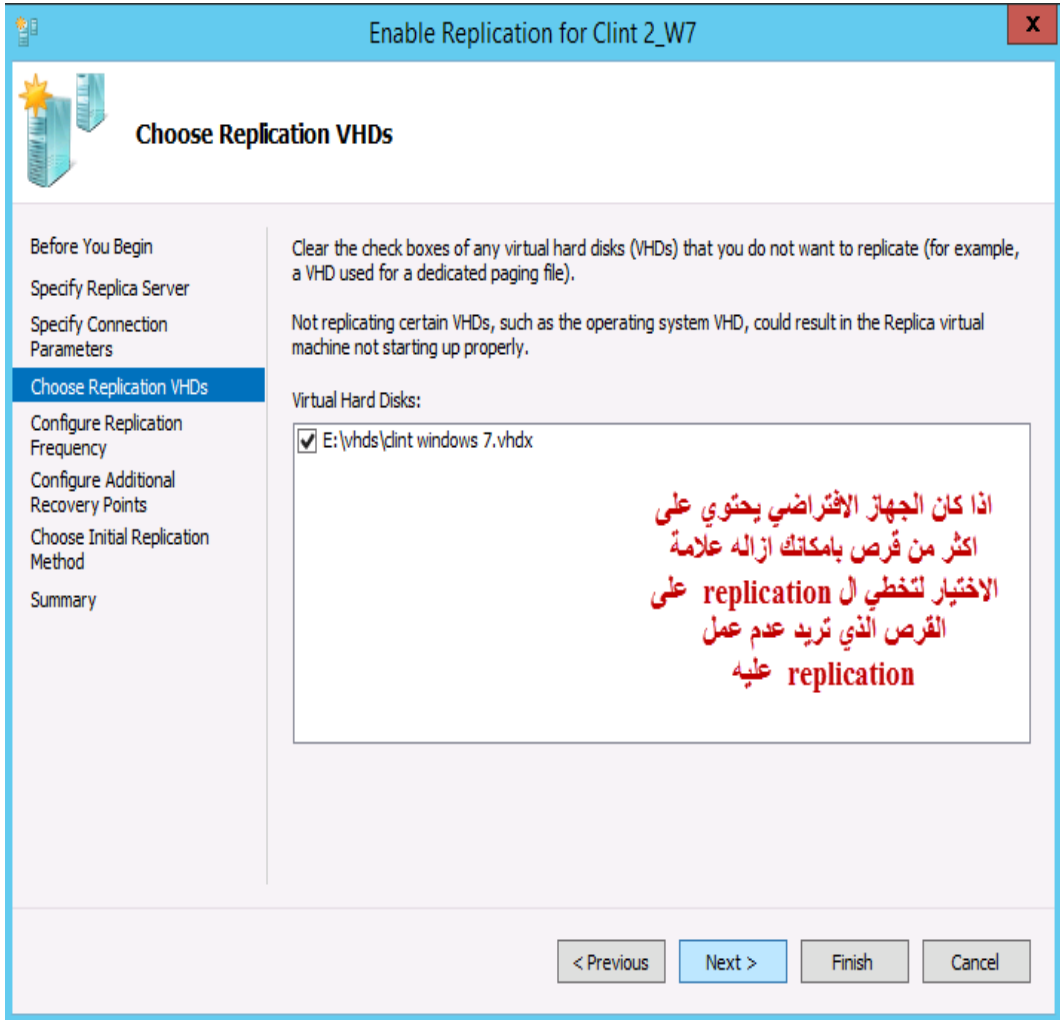 Enable Replication for Clint 2_W7
x
Choose Replication VHDs
Before You Begin
Specify Replica Server
Specify Connection
Parameters
Choose Replication VHDs
Configure Replication
Frequency
Configure Additional
Recovery Points
Choose Initial Replication
Method
Summary
Clear the check boxes of any virtual hard disks (VHDs) that you do not want to replicate (for example,
a VHD used for a dedicated paging file).
Not replicating certain VHDs, such as the operating system VHD, could result in the Replica virtual
machine not starting up properly.
Virtual Hard Disks:
E:\vhds\clint windows 7.vhdx
اذا كان الجهاز الافتراضي يحتوي على
اكثر من قرص بامكانك ازاله علامة
الاختيار لتخطي ال replication على
القرص الذي تريد عدم عمل
replication عليه
< Previous
Next >
Finish
Cancel